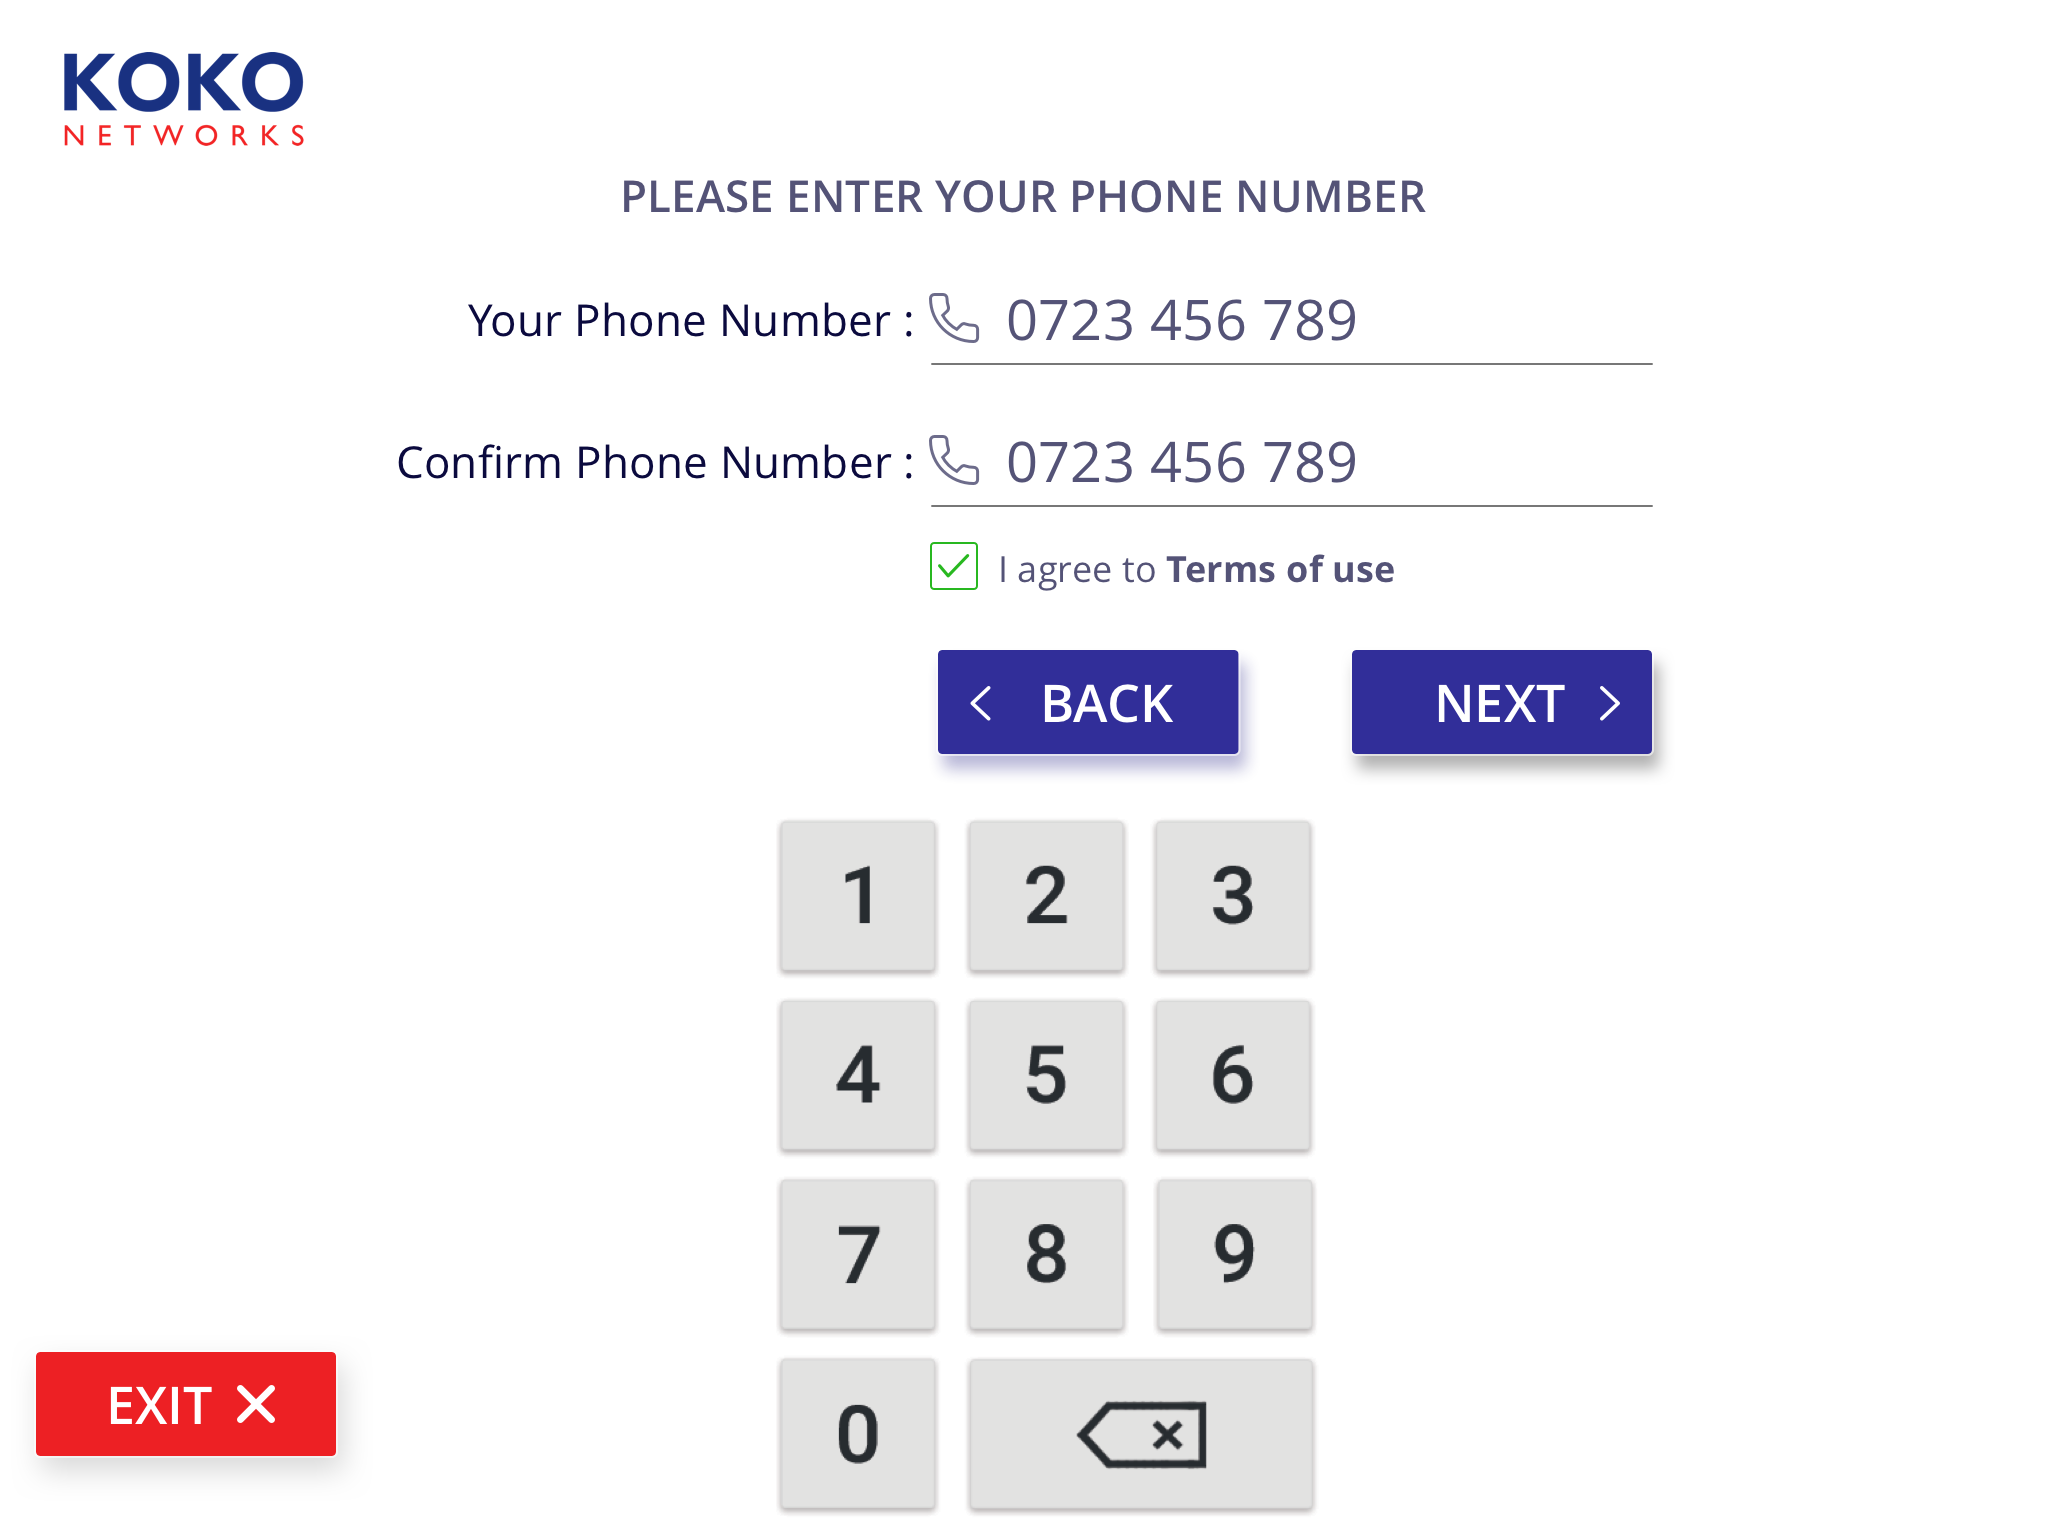 KOKO
NETWORKS
PLEASE ENTER YOUR PHONE NUMBER
Your Phone Number : 0723 456 789
Confirm Phone Number : 0723 456 789
I agree to Terms of use
BACK NEXT
1 2 3
4 5 6
7 8 9
EXIT
0